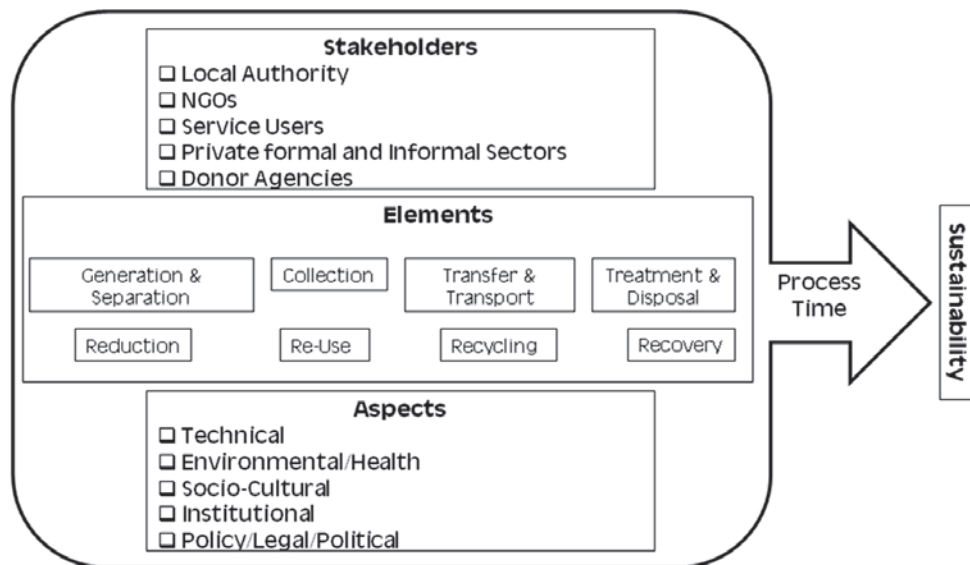 Stakeholders
❑ Local Authority
❑ NGOs
❑ Service Users
❑ Private formal and Informal Sectors
❑ Donor Agencies
Elements
Generation &
Separation
Collection
Transfer &
Transport
Treatment &
Disposal
Reduction
Re-Use
Recycling
Recovery
Aspects
❑ Technical
❑ Environmental/Health
❑ Socio-Cultural
❑ Institutional
❑ Policy/Legal/Political
Process
Time
Sustainability